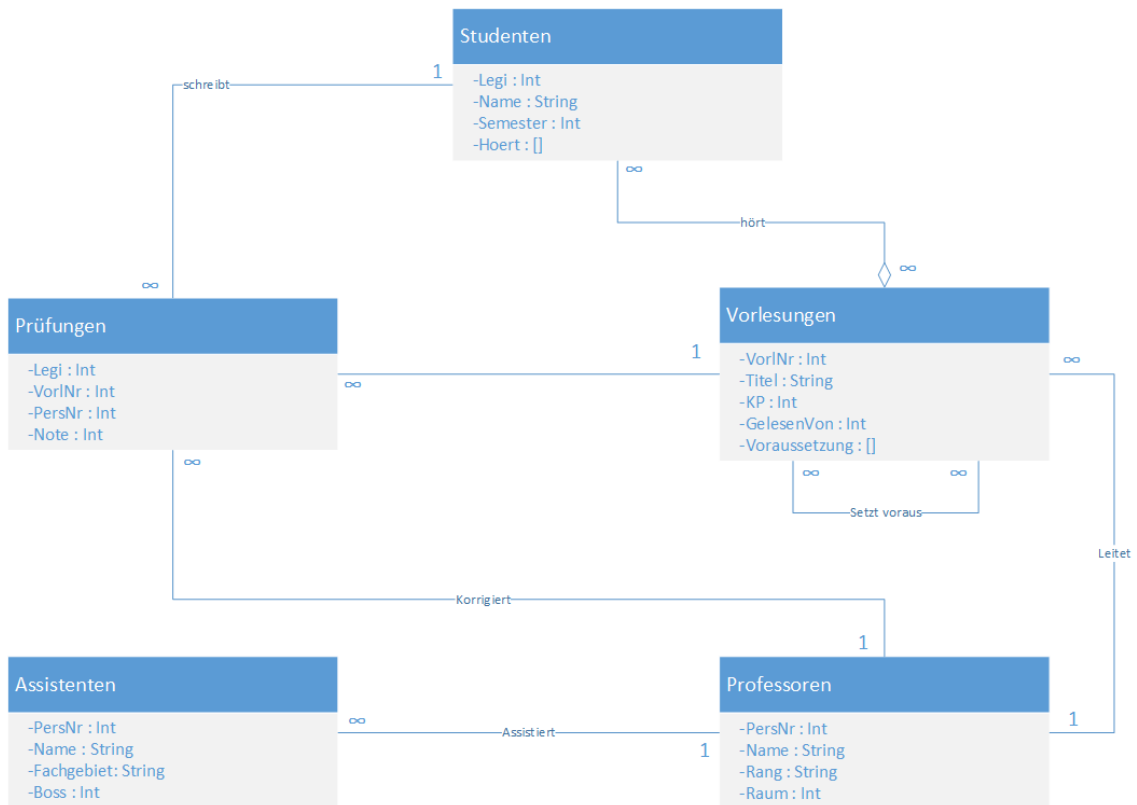 Studenten
1
schreibt
-Legi : Int
-Name : String
-Semester : Int
-Hoert : []
∞
hört
∞
∞
Prüfungen
-Legi : Int
-VorlNr : Int
-PersNr : Int
-Note : Int
∞
1
Vorlesungen
-VorlNr : Int
-Titel : String
-KP : Int
-GelesenVon : Int
-Voraussetzung : []
∞
∞
∞
∞
Setzt voraus
Leitet
Korrigiert
1
Assistenten
-PersNr : Int
-Name : String
-Fachgebiet: String
-Boss : Int
∞
Assistiert
1
Professoren
-PersNr : Int
-Name : String
-Rang : String
-Raum : Int
1